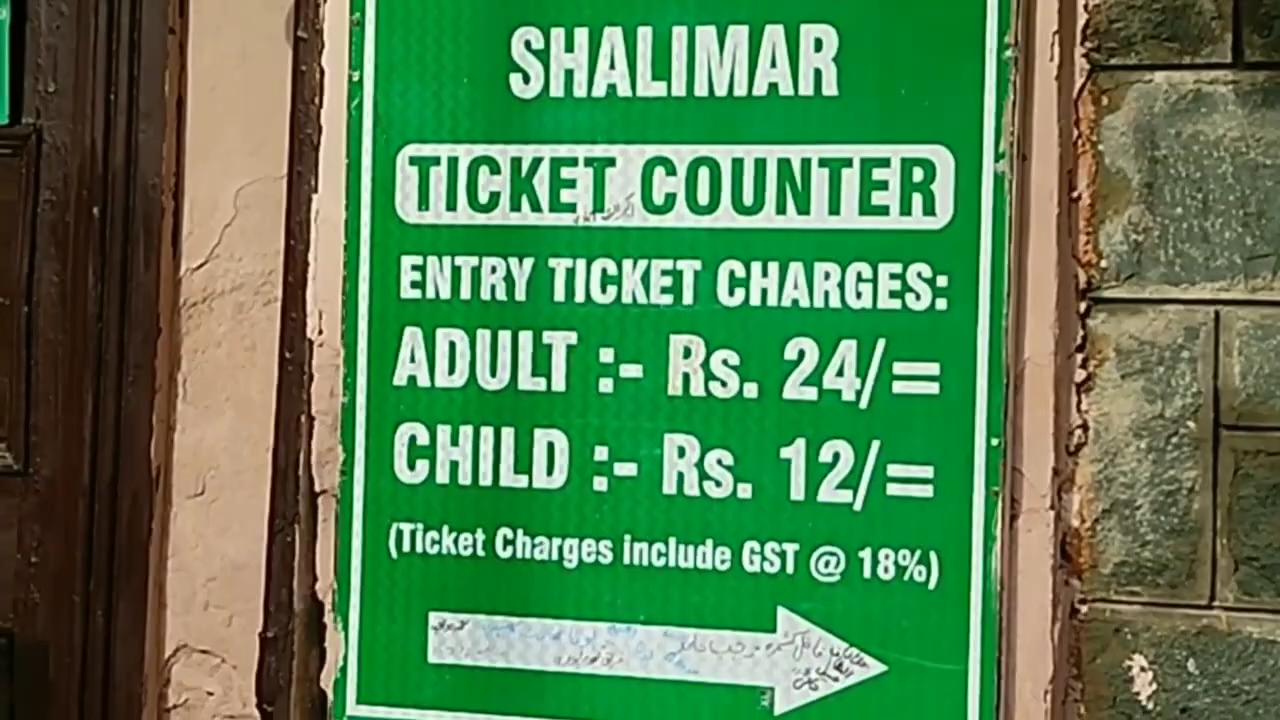 SHALIMAR
TICKET COUNTER
ENTRY TICKET CHARGES:
ADULT :- Rs. 24/=
CHILD :- Rs. 12/=
(Ticket Charges include GST @ 18%)